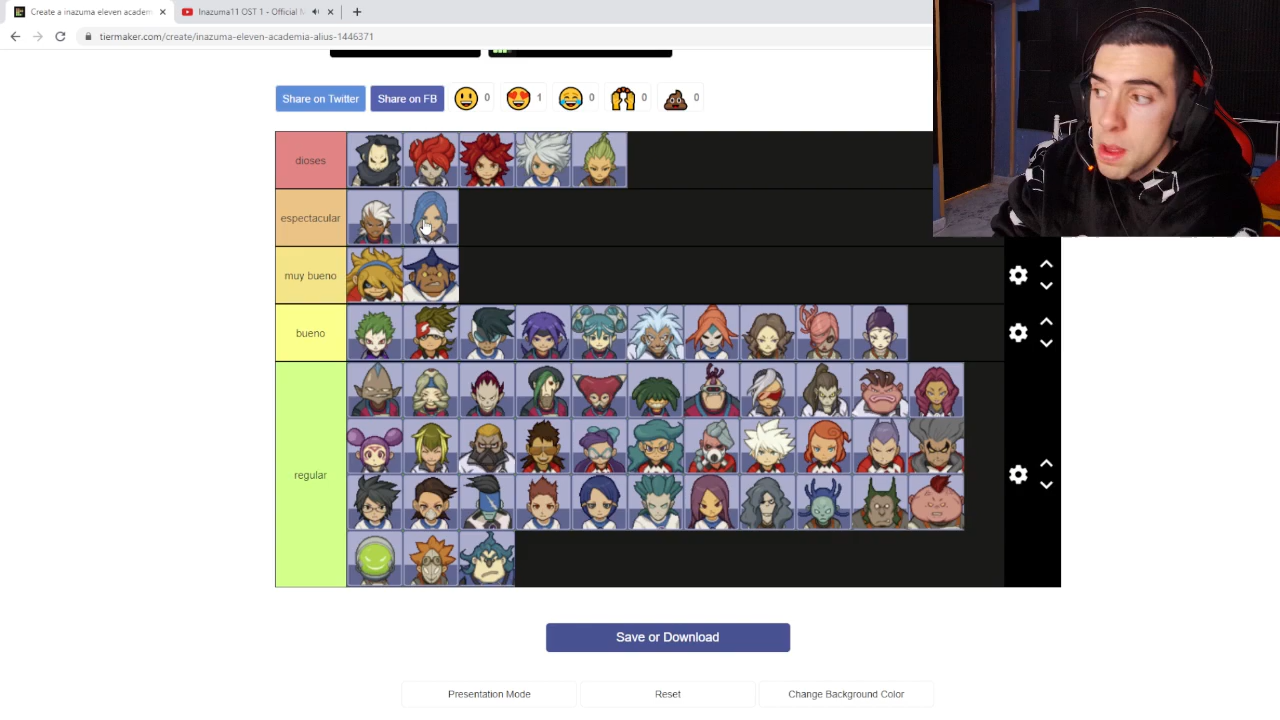 Create a inazuma eleven academ
Inazuma11 OST 1 - Official M
tiermaker.com/create/inazuma-eleven-academia-alius-1446371
Share on Twitter
Share on FB
0
1
0
0
0
dioses
espectacular
muy bueno
bueno
regular
Save or Download
Presentation Mode
Reset
Change Background Color